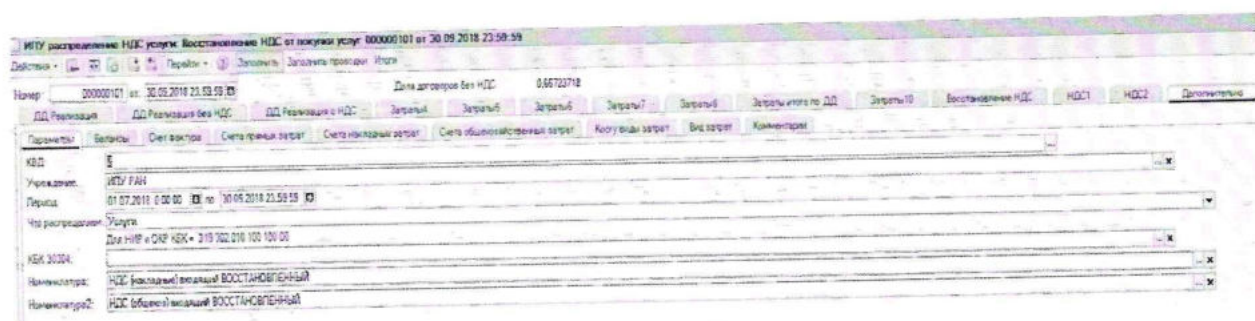 ИПУ распределение НДС услуги: Восстановление НДС от покупки услуг 000000101 от 30.09.2018 23:59:59
Действия Перейти Заполнить Заполнить проводки Итоги
Номер: 000000101 от: 30.09.2018 23:59:59 Доля договоров без НДС 0,66723718
ДД Реализация ДД Реализация без НДС ДД Реализация с НДС Затраты4 Затраты5 Затраты6 Затраты7 Затраты8 Затраты итого по ДД Затраты10 Восстановление НДС НДС1 НДС2 Дополнительно
Параметры Балансы Счет фактура Счета прямых затрат Счета накладных затрат Счета общехозяйственных затрат Косгу виды затрат Вид затрат Комментарии
КВД
Учреждение: ИПУ РАН
Период: 01.07.2018 0:00:00 по 30.09.2018 23:59:59
Что распределяем: Услуги
Для НИР и ОКР КБК=
КБК 30304:
Номенклатура: НДС (накладные) входящий ВОССТАНОВЛЕННЫЙ
Номенклатура2: НДС (общехоз) входящий ВОССТАНОВЛЕННЫЙ